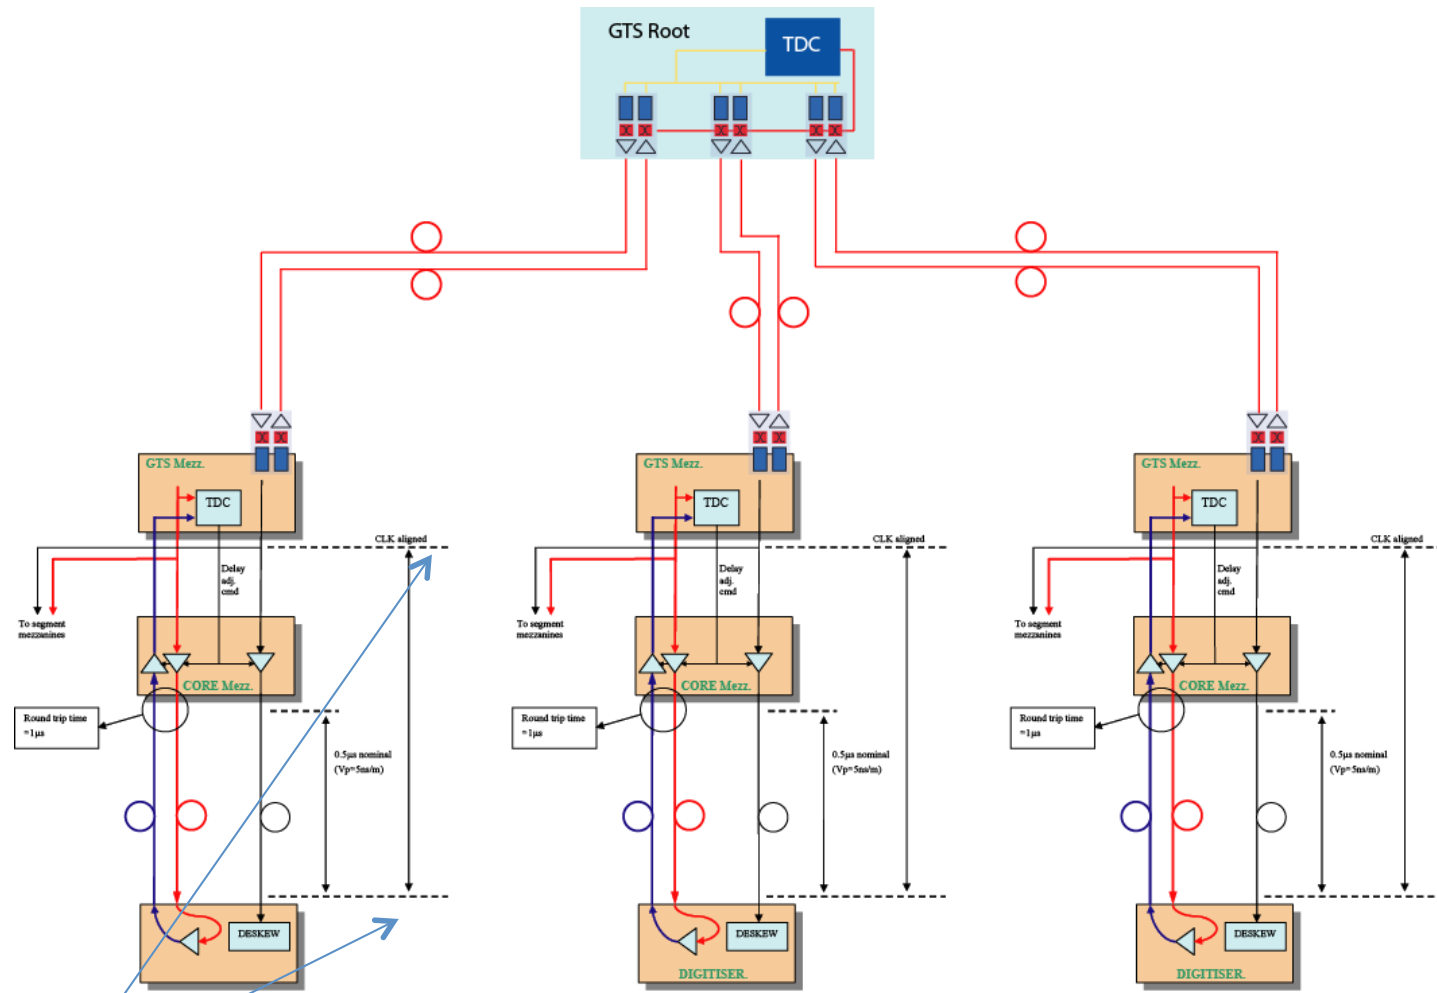 GTS Root
TDC
GTS Mezz.
TDC
CLK aligned
Delay
adj.
cmd
To segment
mezzanines
CORE Mezz.
Round trip time
=1µs
0.5µs nominal
(Vp=5ns/m)
DESKEW
GTS Mezz.
TDC
CLK aligned
Delay
adj.
cmd
To segment
mezzanines
CORE Mezz.
Round trip time
=1µs
0.5µs nominal
(Vp=5ns/m)
DESKEW
DIGITISER.
GTS Mezz.
TDC
CLK aligned
Delay
adj.
cmd
To segment
mezzanines
CORE Mezz.
Round trip time
=1µs
0.5µs nominal
(Vp=5ns/m)
DESKEW
DIGITISER.